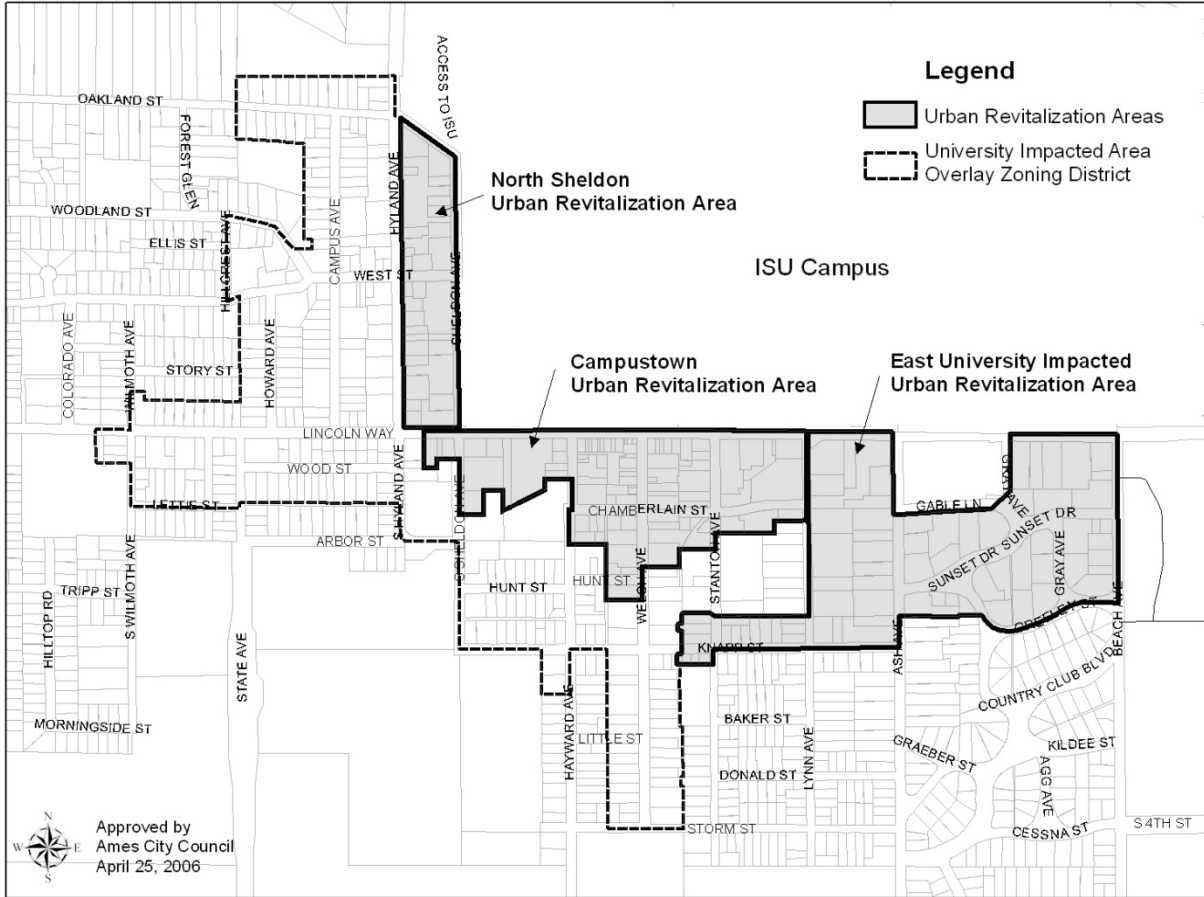 OAKLAND ST
ACCESS TO ISU
FOREST GLEN
HYLAND AVE
Legend
Urban Revitalization Areas
University Impacted Area
Overlay Zoning District
North Sheldon
Urban Revitalization Area
WOODLAND ST
ELLIS ST
HILLCREST AVE
CAMPUS AVE
WEST ST
SHELDON AVE
ISU Campus
COLORADO AVE
WILMOTH AVE
STORY ST
HOWARD AVE
Campustown
Urban Revitalization Area
East University Impacted
Urban Revitalization Area
LINCOLN WAY
WOOD ST
LETTIE ST
S HYLAND AVE
S SHELDON AVE
ARBOR ST
CHAMBERLAIN ST
STANTON AVE
WELCH AVE
HUNT ST
HUNT ST
GABLE LN
GRAY AVE
SUNSET DR
SUNSET DR
GRAY AVE
GREELEY ST
BEACH AVE
TRIPP ST
HILLTOP RD
S WILMOTH AVE
STATE AVE
KNAPP ST
ASH AVE
COUNTRY CLUB BLVD
MORNINGSIDE ST
HAYWARD AVE
LITTLE ST
BAKER ST
LYNN AVE
DONALD ST
GRAEBER ST
KILDEE ST
AGG AVE
STORM ST
CESSNA ST
S 4TH ST
N
W
E
S
Approved by
Ames City Council
April 25, 2006